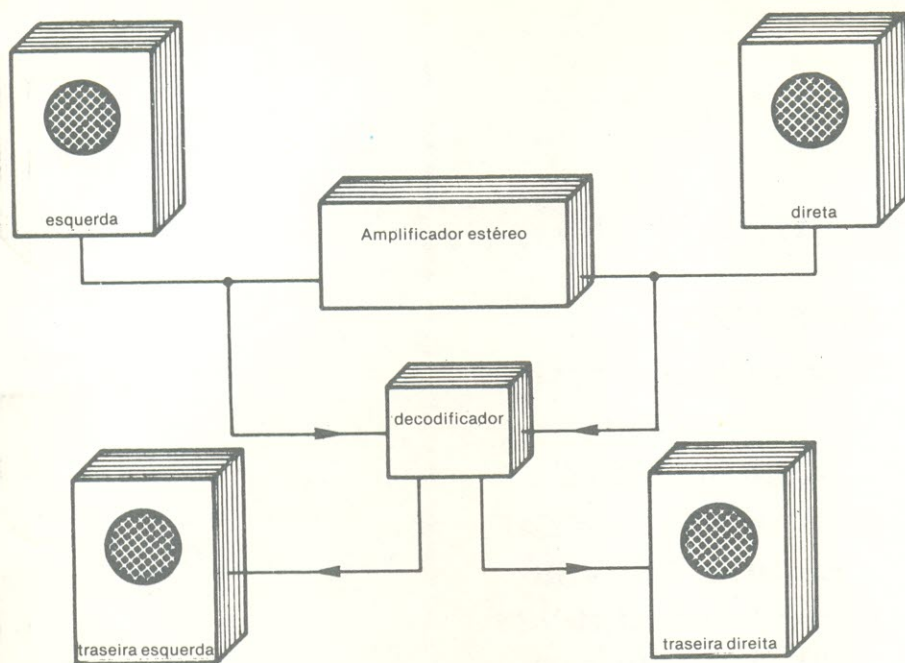 esquerda
direta
Amplificador estéreo
decodificador
traseira esquerda
traseira direita